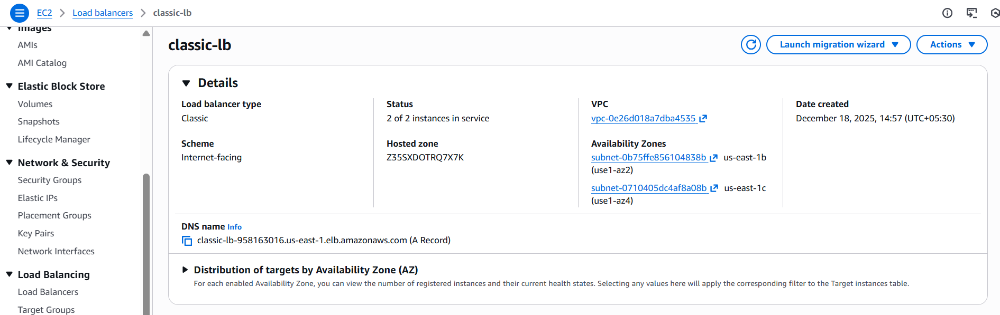 EC2 > Load balancers > classic-lb
Images
AMIs
AMI Catalog
Elastic Block Store
Volumes
Snapshots
Lifecycle Manager
Network & Security
Security Groups
Elastic IPs
Placement Groups
Key Pairs
Network Interfaces
Load Balancing
Load Balancers
Target Groups
classic-lb
Launch migration wizard
Actions
Details
Load balancer type
Classic
Status
2 of 2 instances in service
VPC
vpc-0e26d018a7dba4535
Date created
December 18, 2025, 14:57 (UTC+05:30)
Scheme
Internet-facing
Hosted zone
Z35SXDOTRQ7X7K
Availability Zones
subnet-0b75ffe856104838b us-east-1b
(use1-az2)
subnet-0710405dc4af8a08b us-east-1c
(use1-az4)
DNS name Info
classic-lb-958163016.us-east-1.elb.amazonaws.com (A Record)
Distribution of targets by Availability Zone (AZ)
For each enabled Availability Zone, you can view the number of registered instances and their current health states. Selecting any values here will apply the corresponding filter to the Target instances table.